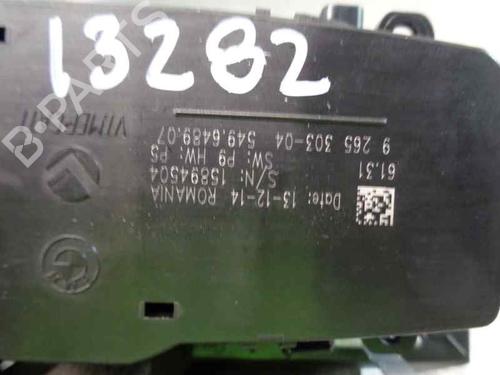 13282
61.31
9 265 303-04
549.6489.07
Date: 13-12-14 ROMANIA
S/N: 15894504
SW: P9 HW: P5